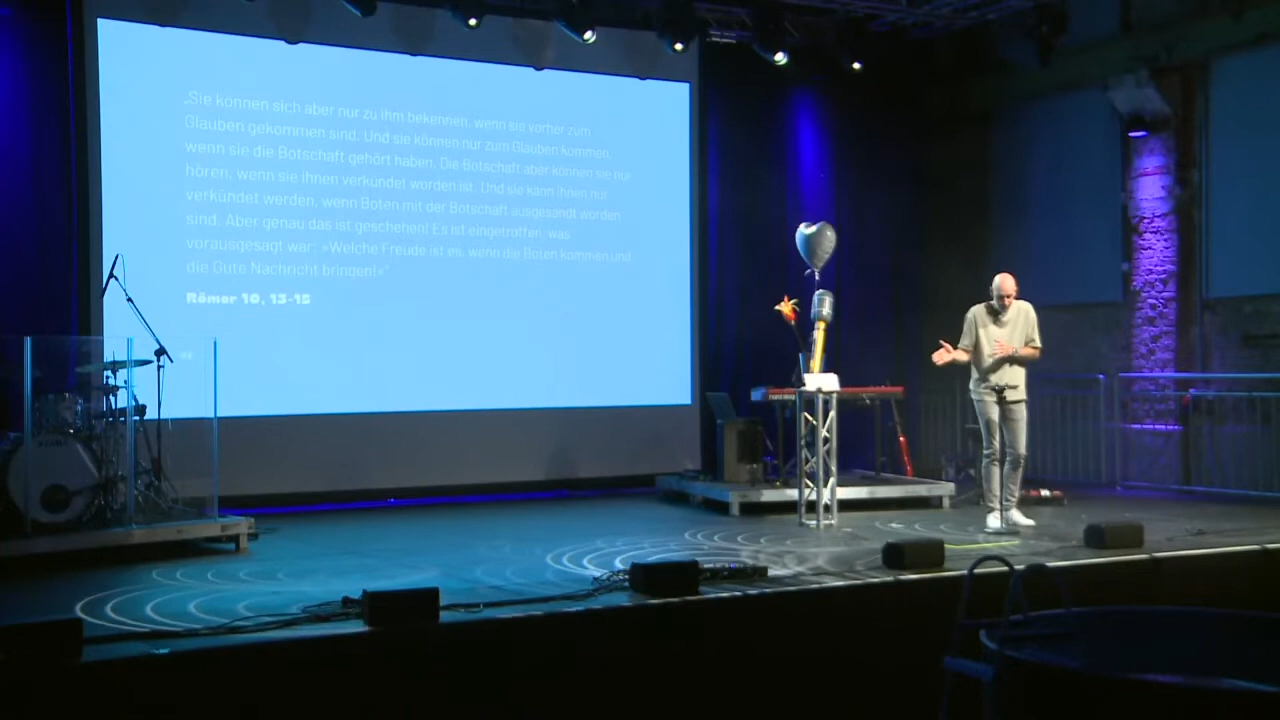 „Sie können sich aber nur zu ihm bekennen, wenn sie vorher zum
Glauben gekommen sind. Und sie können nur zum Glauben kommen,
wenn sie die Botschaft gehört haben. Die Botschaft aber können sie nur
hören, wenn sie ihnen verkündet worden ist. Und sie kann ihnen nur
verkündet werden, wenn Boten mit der Botschaft ausgesandt worden
sind. Aber genau das ist geschehen! Es ist eingetroffen, was
vorausgesagt war: »Welche Freude ist es, wenn die Boten kommen und
die Gute Nachricht bringen!«“
Römer 10, 13-15